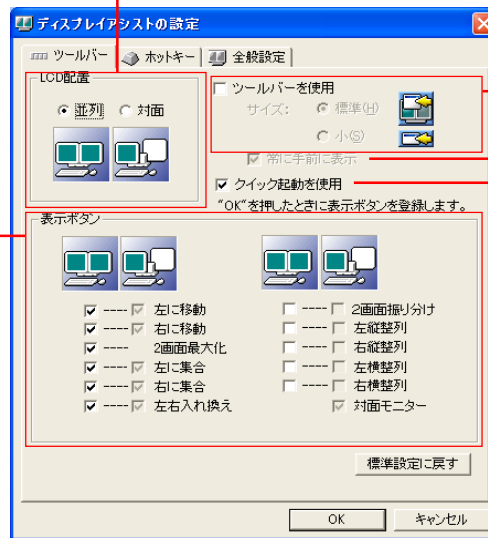 ディスプレイアシストの設定
ツールバー ホットキー 全般設定
LCD配置
並列 対面
ツールバーを使用
サイズ: 標準(H)
小(S)
常に手前に表示
クイック起動を使用
"OK"を押したときに表示ボタンを登録します。
表示ボタン
---- 左に移動
---- 右に移動
---- 2画面最大化
---- 左に集合
---- 右に集合
---- 左右入れ換え
---- 2画面振り分け
---- 左縦整列
---- 右縦整列
---- 左横整列
---- 右横整列
対面モニター
標準設定に戻す
OK キャンセル